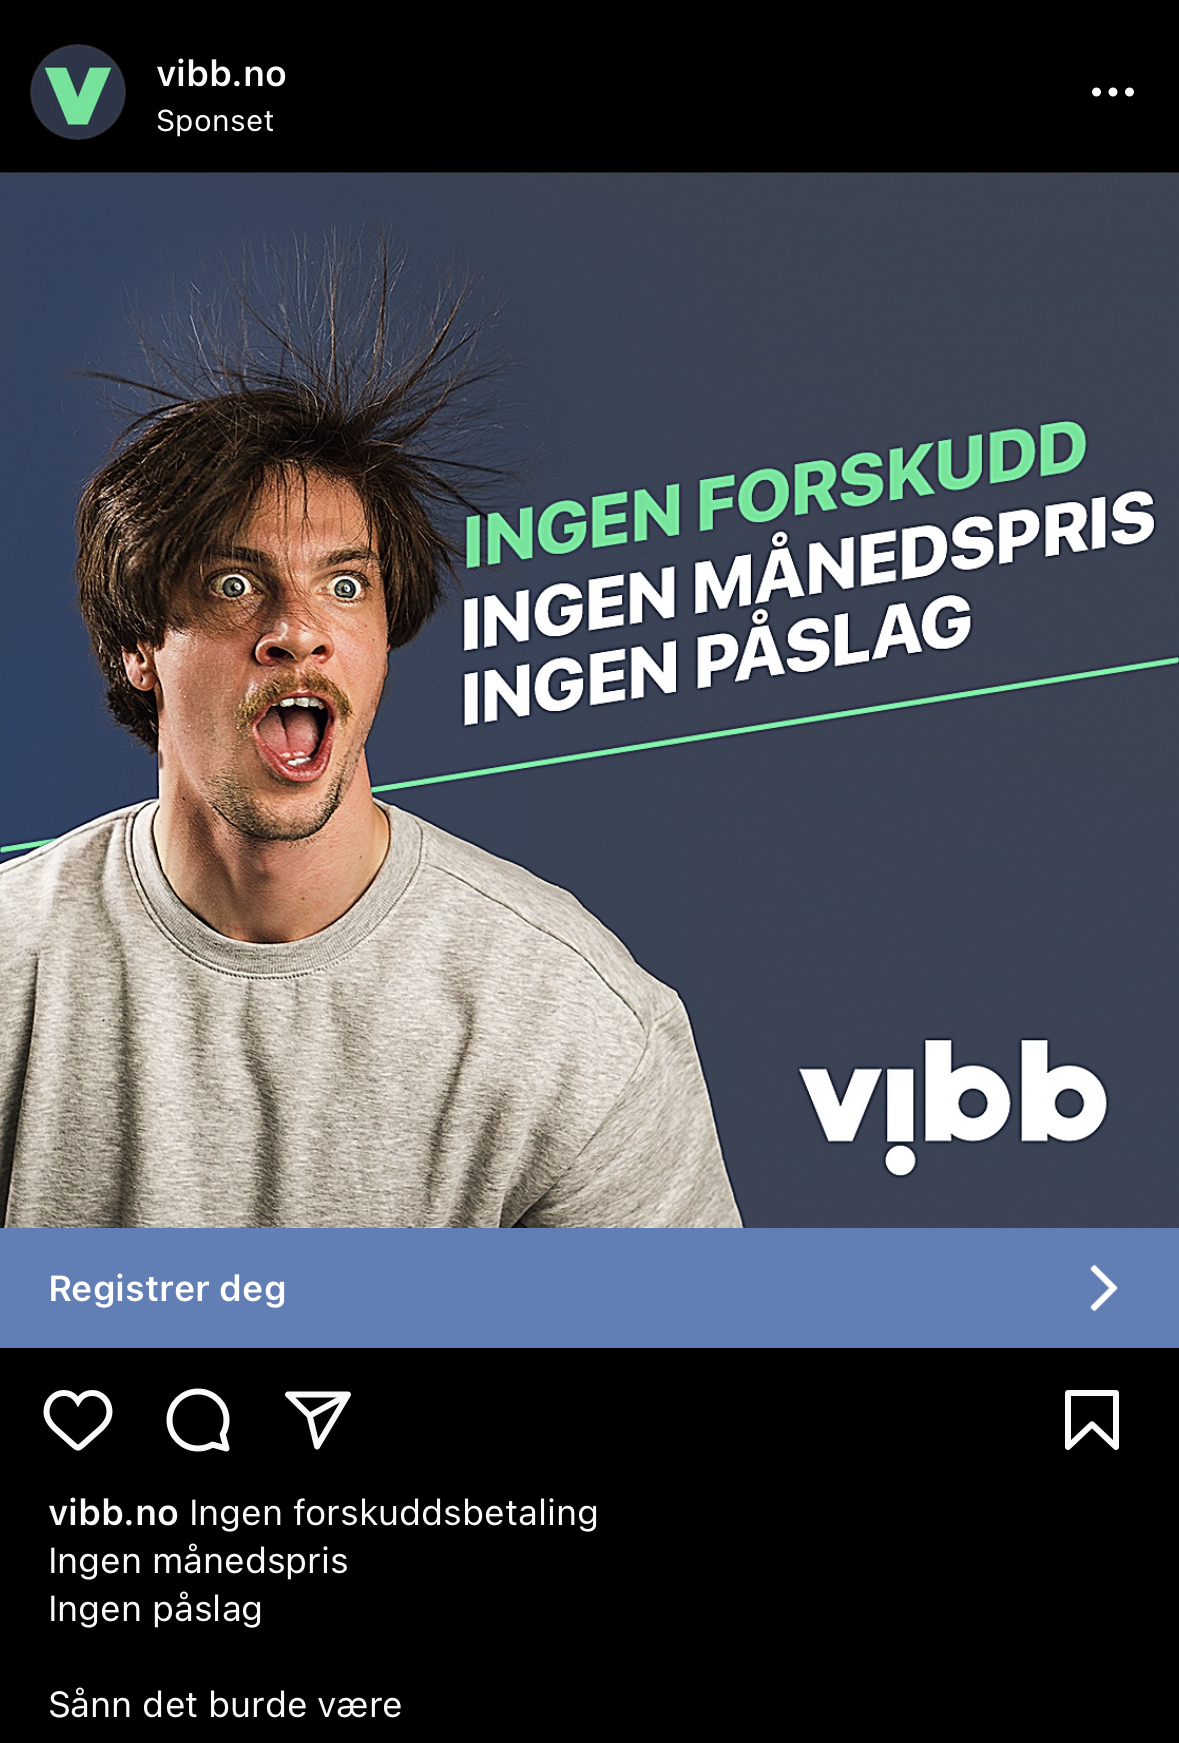 vibb.no
Sponset
INGEN FORSKUDD
INGEN MÅNEDSPRIS
INGEN PÅSLAG
vibb
Registrer deg
vibb.no Ingen forskuddsbetaling
Ingen månedspris
Ingen påslag
Sånn det burde være